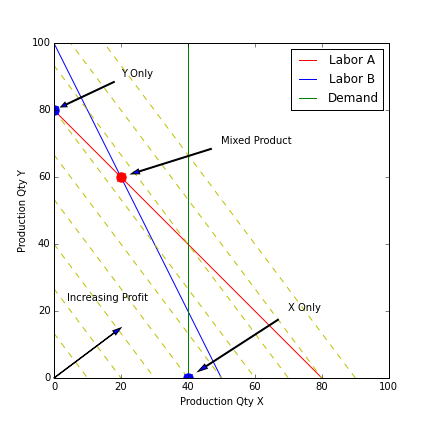 Labor A
Labor B
Demand
Y Only
Mixed Product
Increasing Profit
X Only
100
80
60
40
20
0
0
20
40
60
80
100
Production Qty Y
Production Qty X